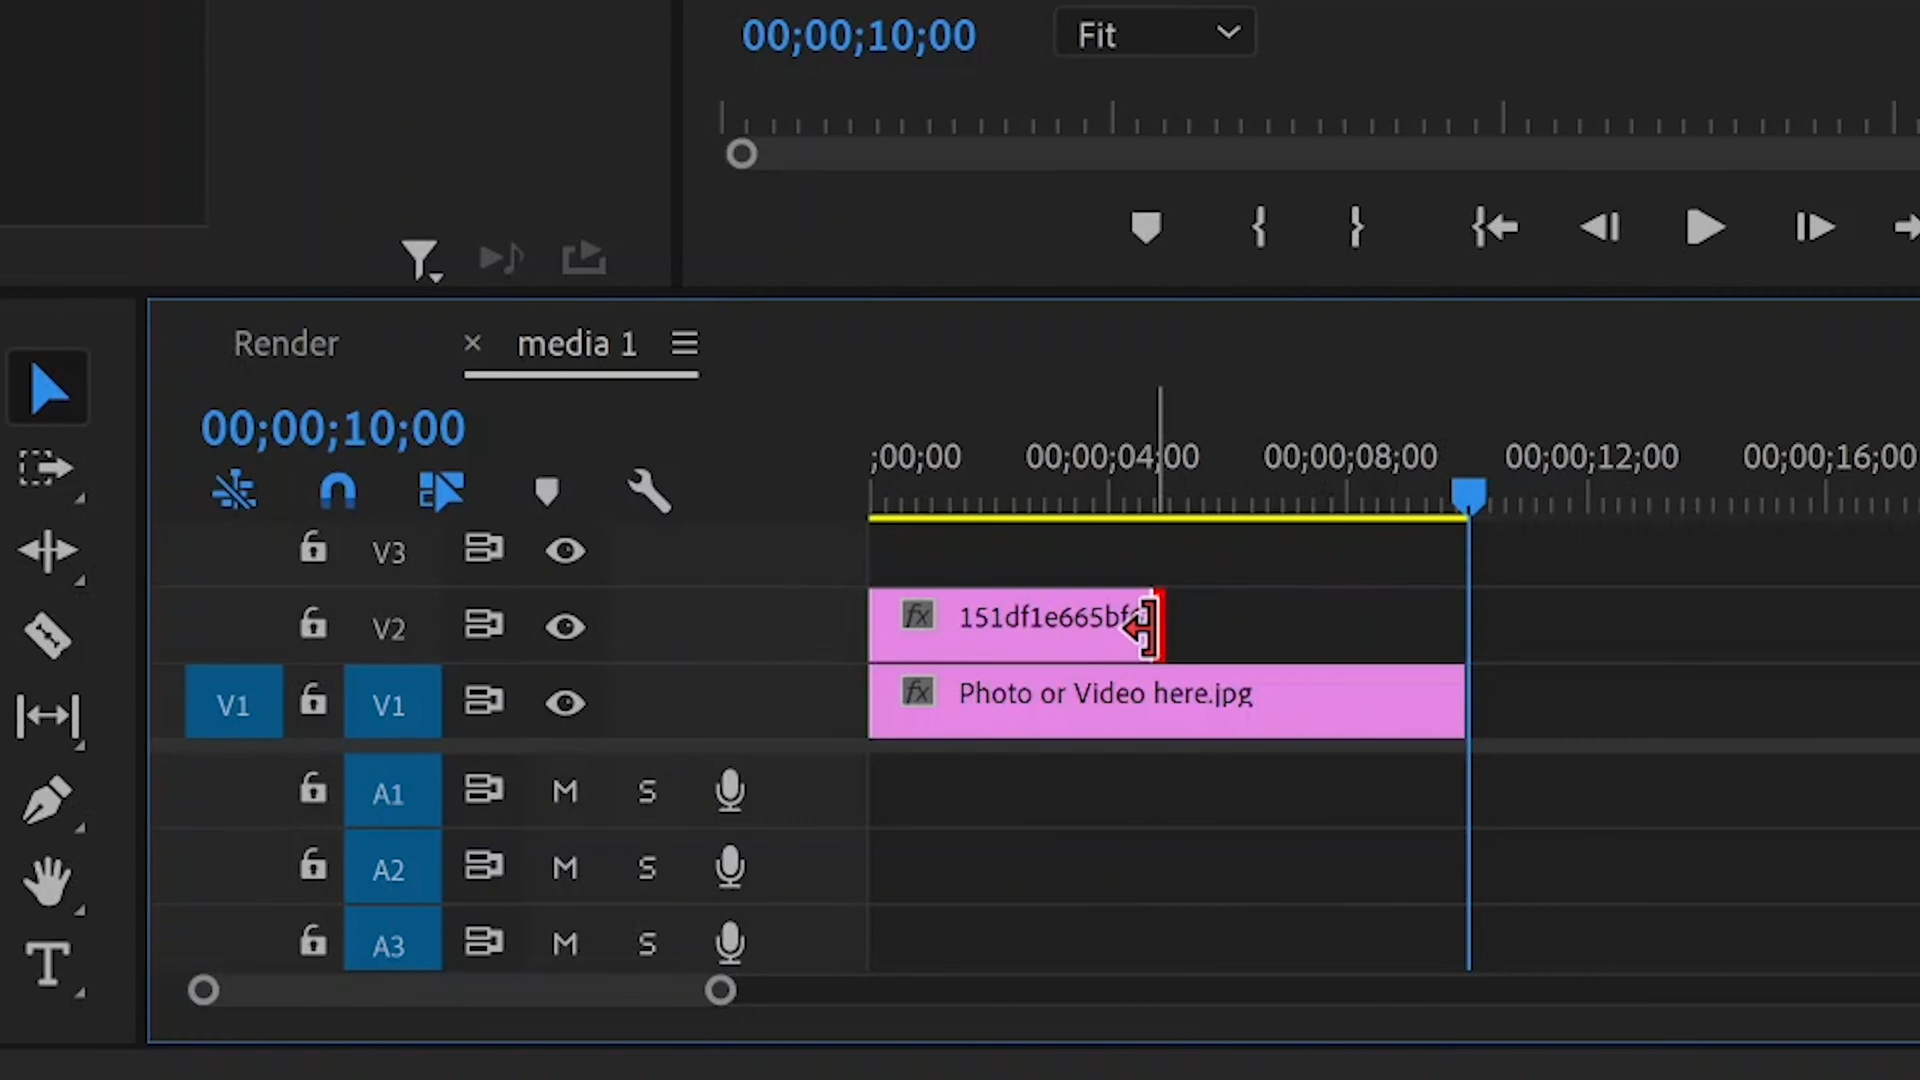 00;00;10;00 Fit
Render × media 1
00;00;10;00
;00;00 00;00;04;00 00;00;08;00 00;00;12;00 00;00;16;00
V3
V2 fx 151df1e665bf
V1 V1 fx Photo or Video here.jpg
A1 M S
A2 M S
A3 M S
T